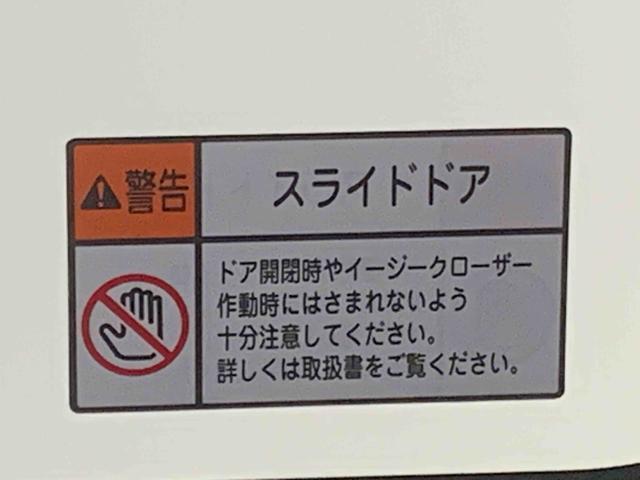 警告
スライドドア
ドア開閉時やイージークローザー
作動時にはさまれないよう
十分注意してください。
詳しくは取扱書をご覧ください。